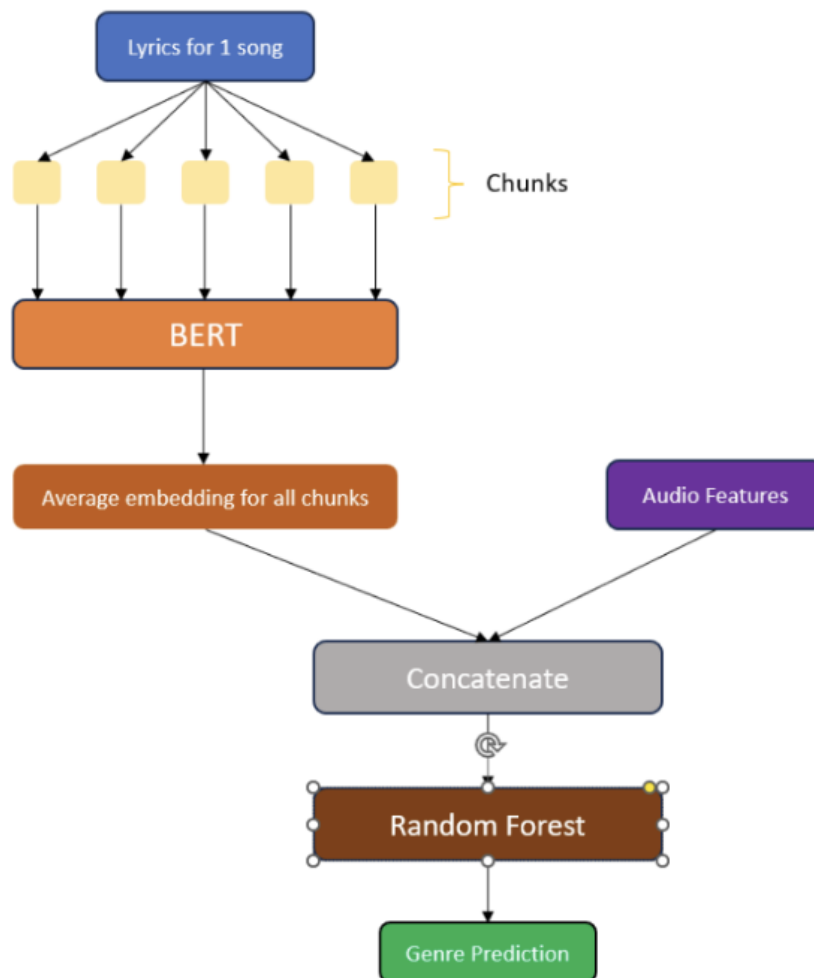 Lyrics for 1 song
Chunks
BERT
Average embedding for all chunks
Audio Features
Concatenate
Random Forest
Genre Prediction